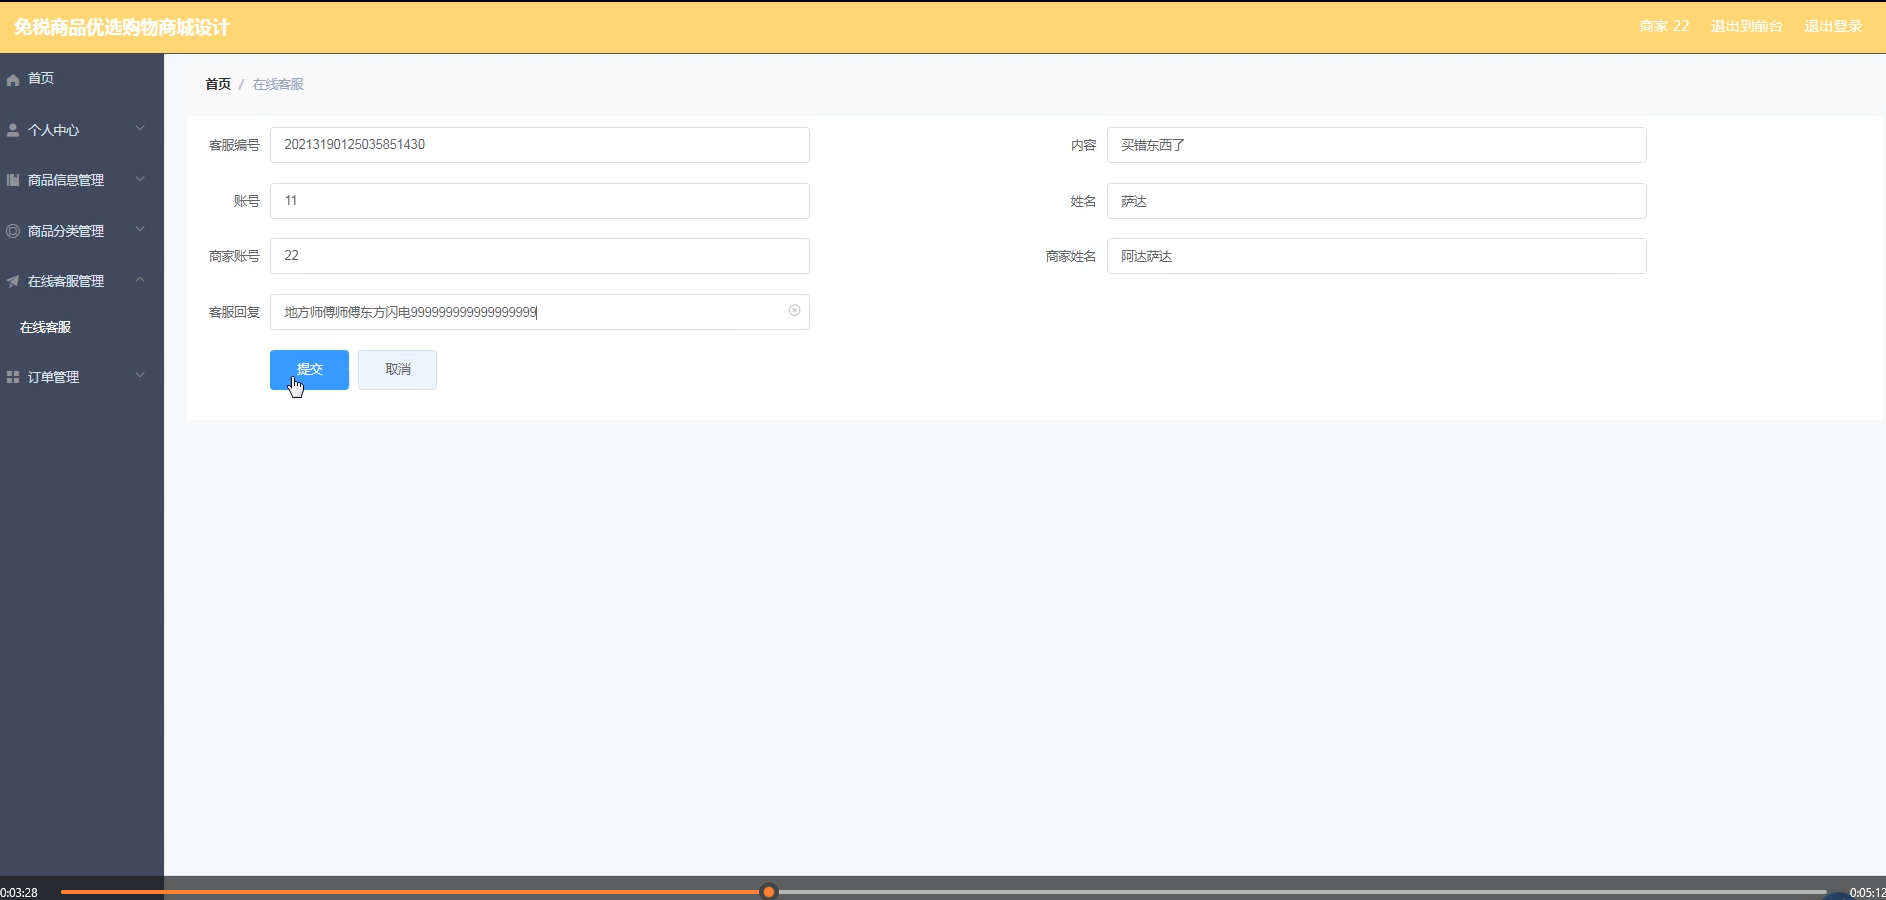 免税商品优选购物商城设计
商家 22 退出到前台 退出登录
首页
个人中心
商品信息管理
商品分类管理
在线客服管理
在线客服
订单管理
首页 / 在线客服
客服编号 20213190125035851430
内容 买错东西了
账号 11
姓名 萨达
商家账号 22
商家姓名 阿达萨达
客服回复 地方师傅师傅东方闪电999999999999999999
提交 取消
0:03:28
0:05:12